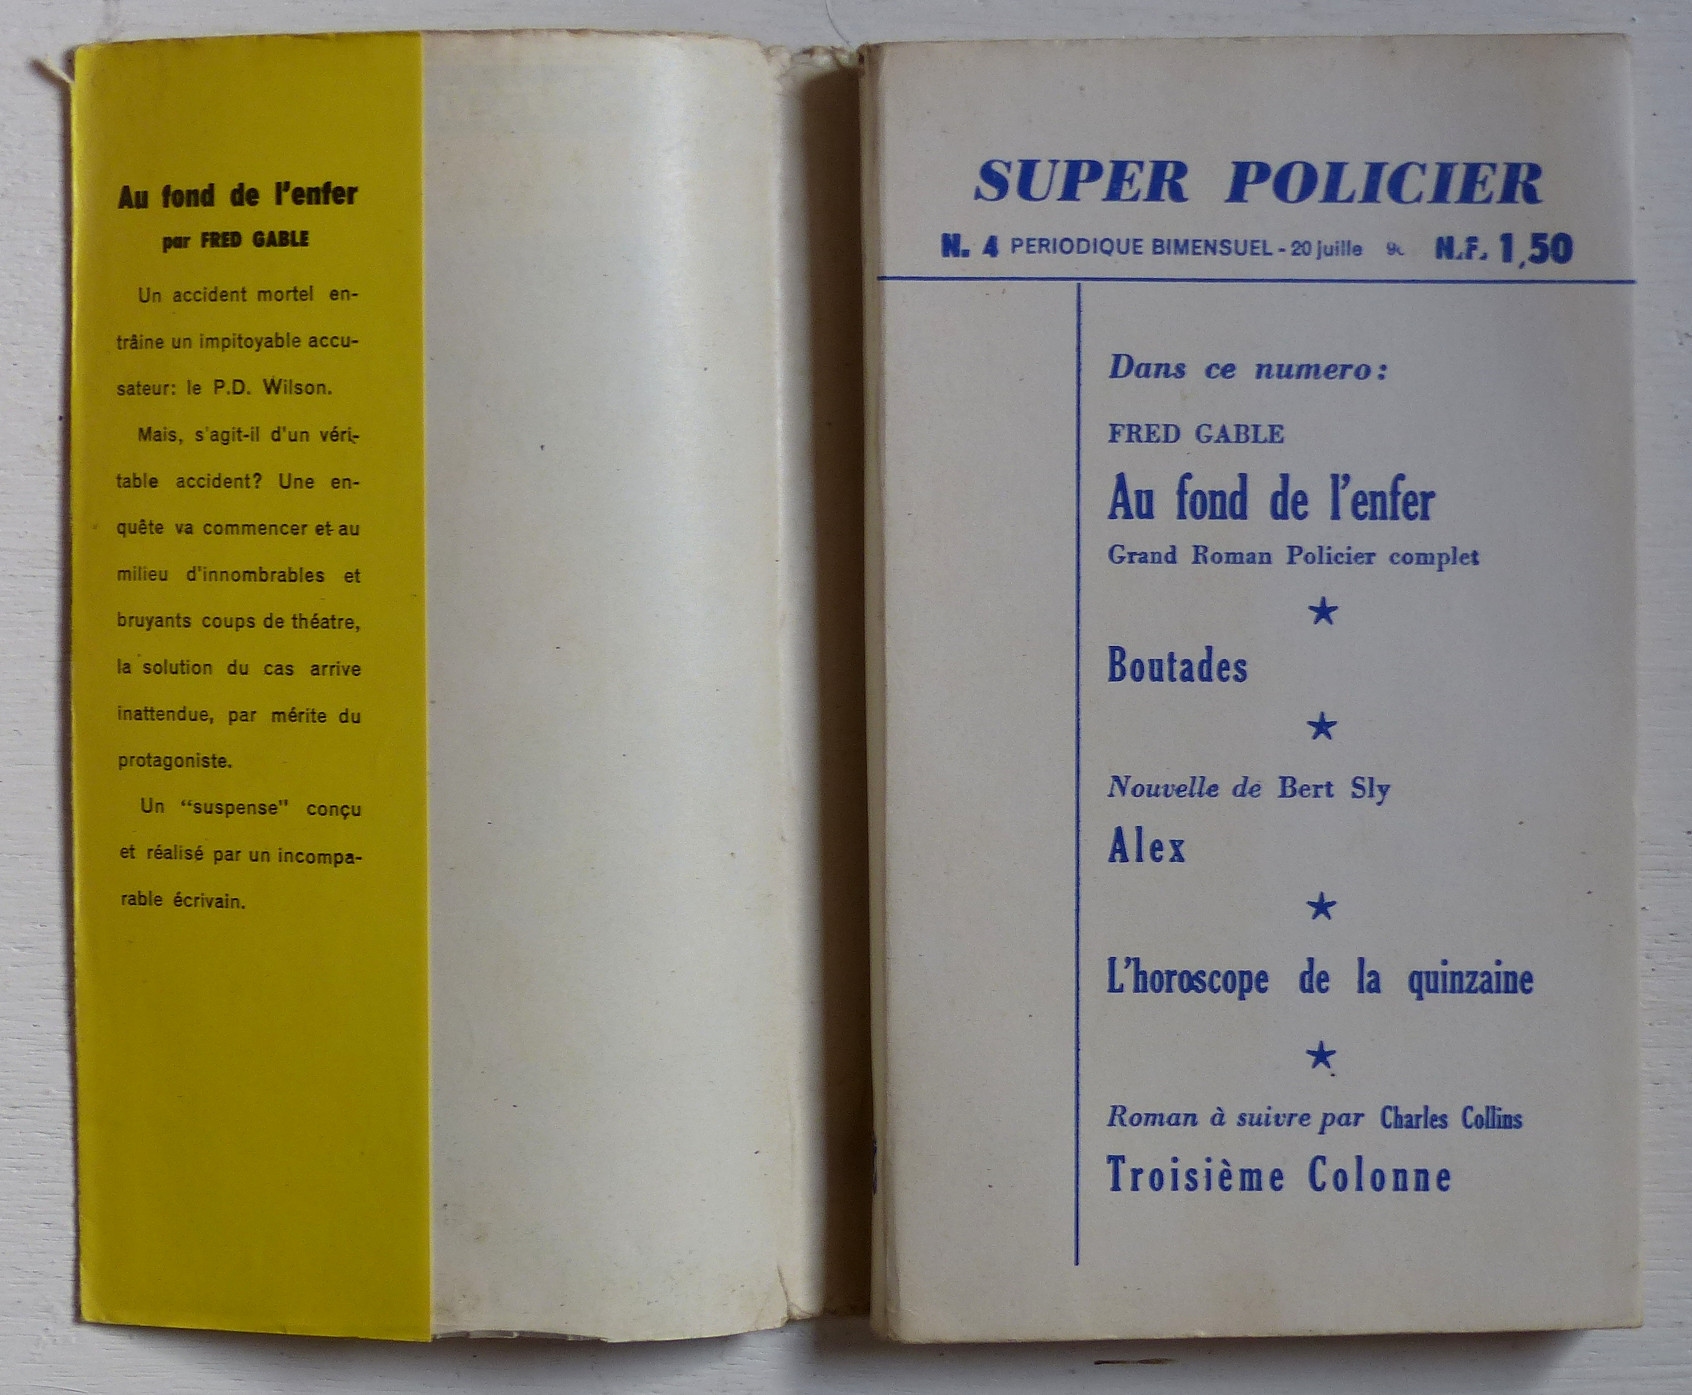 Au fond de l'enfer
par FRED GABLE
Un accident mortel en-
traîne un impitoyable accu-
sateur: le P.D. Wilson.
Mais, s'agit-il d'un véri-
table accident? Une en-
quête va commencer et au
milieu d'innombrables et
bruyants coups de théatre,
la solution du cas arrive
inattendue, par mérite du
protagoniste.
Un "suspense" conçu
et réalisé par un incompa-
rable écrivain.
SUPER POLICIER
N. 4 PERIODIQUE BIMENSUEL - 20 juille N.F. 1,50
Dans ce numero:
FRED GABLE
Au fond de l'enfer
Grand Roman Policier complet
Boutades
Nouvelle de Bert Sly
Alex
L'horoscope de la quinzaine
Roman à suivre par Charles Collins
Troisième Colonne